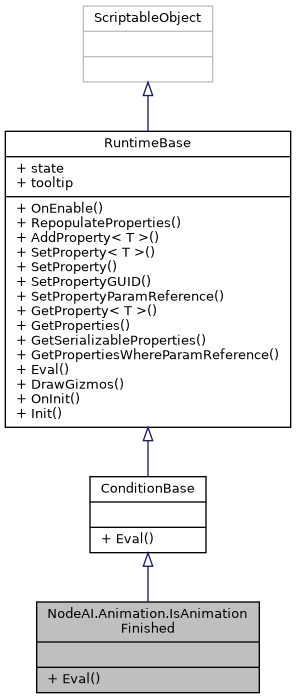 ScriptableObject
RuntimeBase
+ state
+ tooltip
+ OnEnable()
+ RepopulateProperties()
+ AddProperty< T >()
+ SetProperty< T >()
+ SetProperty()
+ SetPropertyGUID()
+ SetPropertyParamReference()
+ GetProperty< T >()
+ GetProperties()
+ GetSerializableProperties()
+ GetPropertiesWhereParamReference()
+ Eval()
+ DrawGizmos()
+ OnInit()
+ Init()
ConditionBase
+ Eval()
NodeAI.Animation.IsAnimation
Finished
+ Eval()